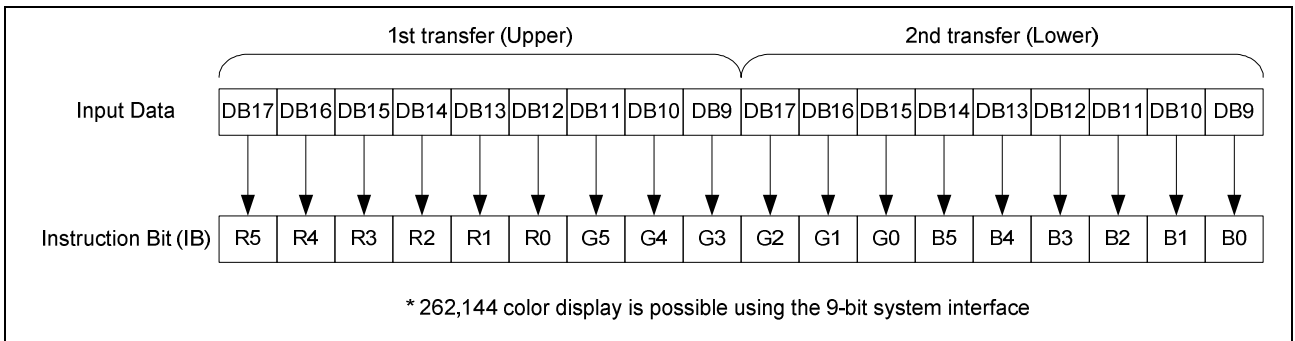 1st transfer (Upper) 2nd transfer (Lower)
Input Data DB17 DB16 DB15 DB14 DB13 DB12 DB11 DB10 DB9 DB17 DB16 DB15 DB14 DB13 DB12 DB11 DB10 DB9
Instruction Bit (IB) R5 R4 R3 R2 R1 R0 G5 G4 G3 G2 G1 G0 B5 B4 B3 B2 B1 B0
* 262,144 color display is possible using the 9-bit system interface